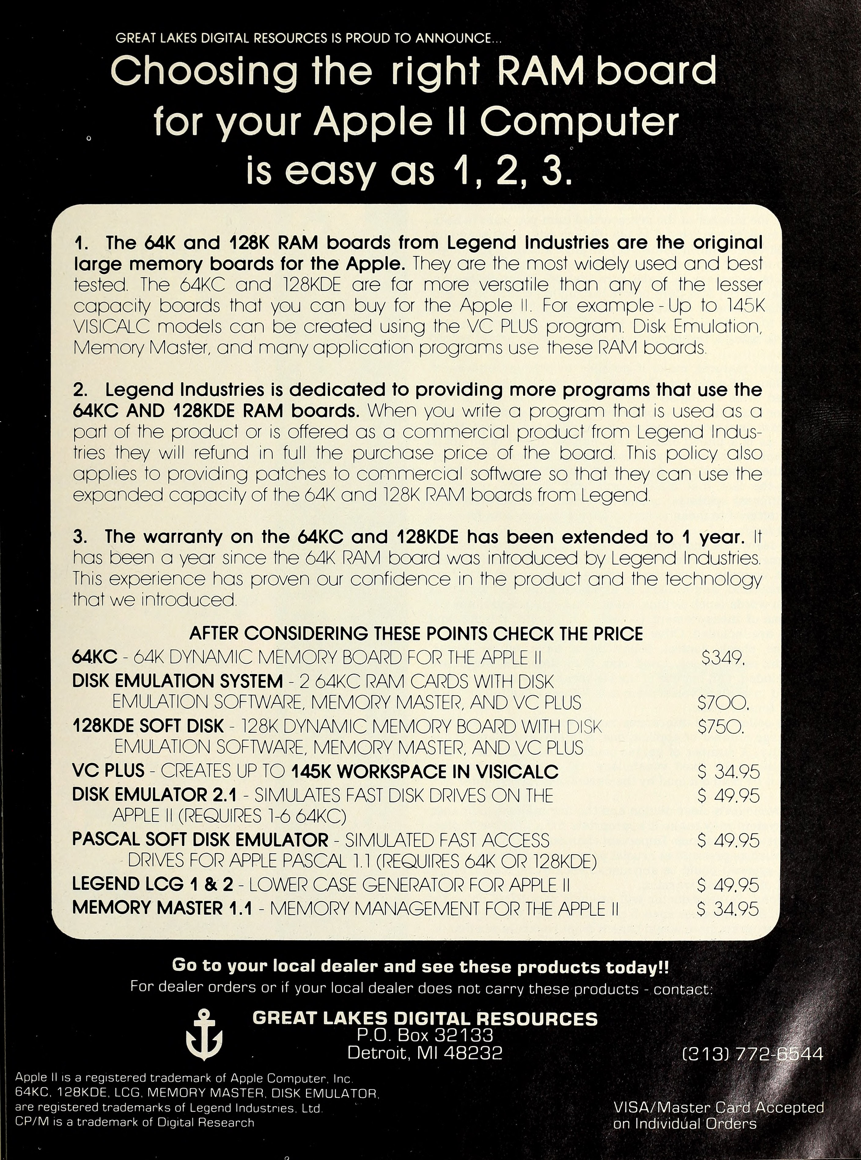 GREAT LAKES DIGITAL RESOURCES IS PROUD TO ANNOUNCE...
Choosing the right RAM board
for your Apple II Computer
is easy as 1, 2, 3.
1. The 64K and 128K RAM boards from Legend Industries are the original
large memory boards for the Apple. They are the most widely used and best
tested. The 64KC and 128KDE are far more versatile than any of the lesser
capacity boards that you can buy for the Apple II. For example - Up to 145K
VISICALC models can be created using the VC PLUS program. Disk Emulation,
Memory Master, and many application programs use these RAM boards.
2. Legend Industries is dedicated to providing more programs that use the
64KC AND 128KDE RAM boards. When you write a program that is used as a
part of the product or is offered as a commercial product from Legend Indus-
tries they will refund in full the purchase price of the board. This policy also
applies to providing patches to commercial software so that they can use the
expanded capacity of the 64K and 128K RAM boards from Legend.
3. The warranty on the 64KC and 128KDE has been extended to 1 year. It
has been a year since the 64K RAM board was introduced by Legend Industries.
This experience has proven our confidence in the product and the technology
that we introduced.
AFTER CONSIDERING THESE POINTS CHECK THE PRICE
64KC - 64K DYNAMIC MEMORY BOARD FOR THE APPLE II $349.
DISK EMULATION SYSTEM - 2 64KC RAM CARDS WITH DISK
EMULATION SOFTWARE, MEMORY MASTER, AND VC PLUS $700.
128KDE SOFT DISK - 128K DYNAMIC MEMORY BOARD WITH DISK $750.
EMULATION SOFTWARE, MEMORY MASTER, AND VC PLUS
VC PLUS - CREATES UP TO 145K WORKSPACE IN VISICALC $ 34.95
DISK EMULATOR 2.1 - SIMULATES FAST DISK DRIVES ON THE $ 49.95
APPLE II (REQUIRES 1-6 64KC)
PASCAL SOFT DISK EMULATOR - SIMULATED FAST ACCESS $ 49.95
DRIVES FOR APPLE PASCAL 1.1 (REQUIRES 64K OR 128KDE)
LEGEND LCG 1 & 2 - LOWER CASE GENERATOR FOR APPLE II $ 49.95
MEMORY MASTER 1.1 - MEMORY MANAGEMENT FOR THE APPLE II $ 34.95
Go to your local dealer and see these products today!!
For dealer orders or if your local dealer does not carry these products - contact:
GREAT LAKES DIGITAL RESOURCES
P.O. Box 32133
Detroit, MI 48232
(313) 772-6544
Apple II is a registered trademark of Apple Computer, Inc.
64KC, 128KDE, LCG, MEMORY MASTER, DISK EMULATOR,
are registered trademarks of Legend Industries, Ltd.
CP/M is a trademark of Digital Research
VISA/Master Card Accepted
on Individual Orders